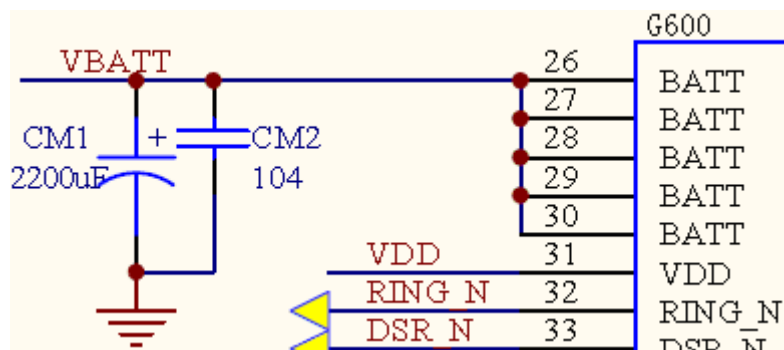 G600
VBATT
26
BATT
27
BATT
CM1
+
CM2
28
BATT
2200uF
104
29
BATT
30
BATT
VDD
31
VDD
RING_N
32
RING_N
DSR_N
33
DSR_N